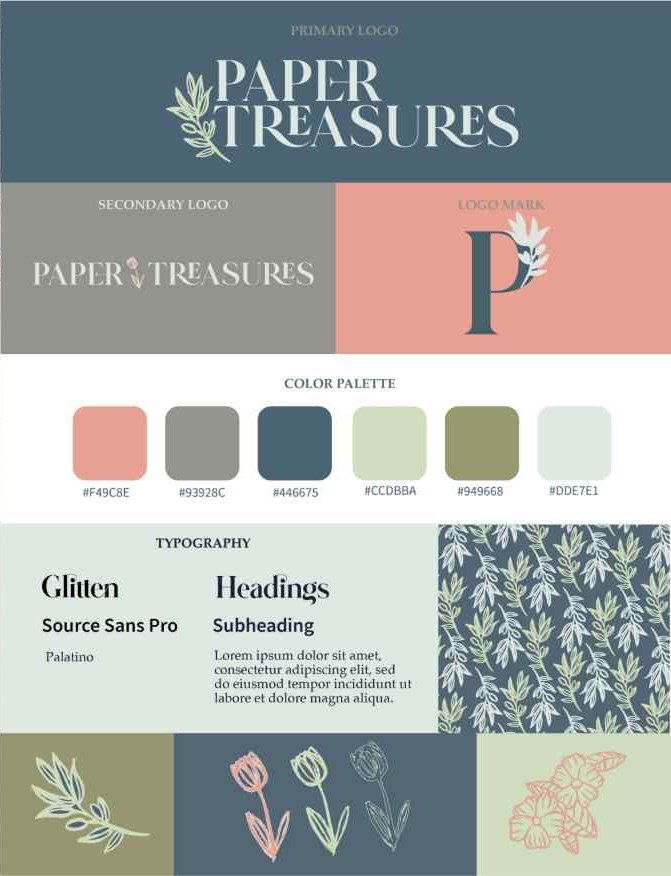 PRIMARY LOGO
PAPER
TREASURES
SECONDARY LOGO
LOGO MARK
PAPER TREASURES
P
COLOR PALETTE
#F49C8E
#93928C
#446675
#CCDBBA
#949668
#DDE7E1
TYPOGRAPHY
Glitten
Headings
Source Sans Pro
Subheading
Palatino
Lorem ipsum dolor sit amet,
consectetur adipiscing elit, sed
do eiusmod tempor incididunt ut
labore et dolore magna aliqua.